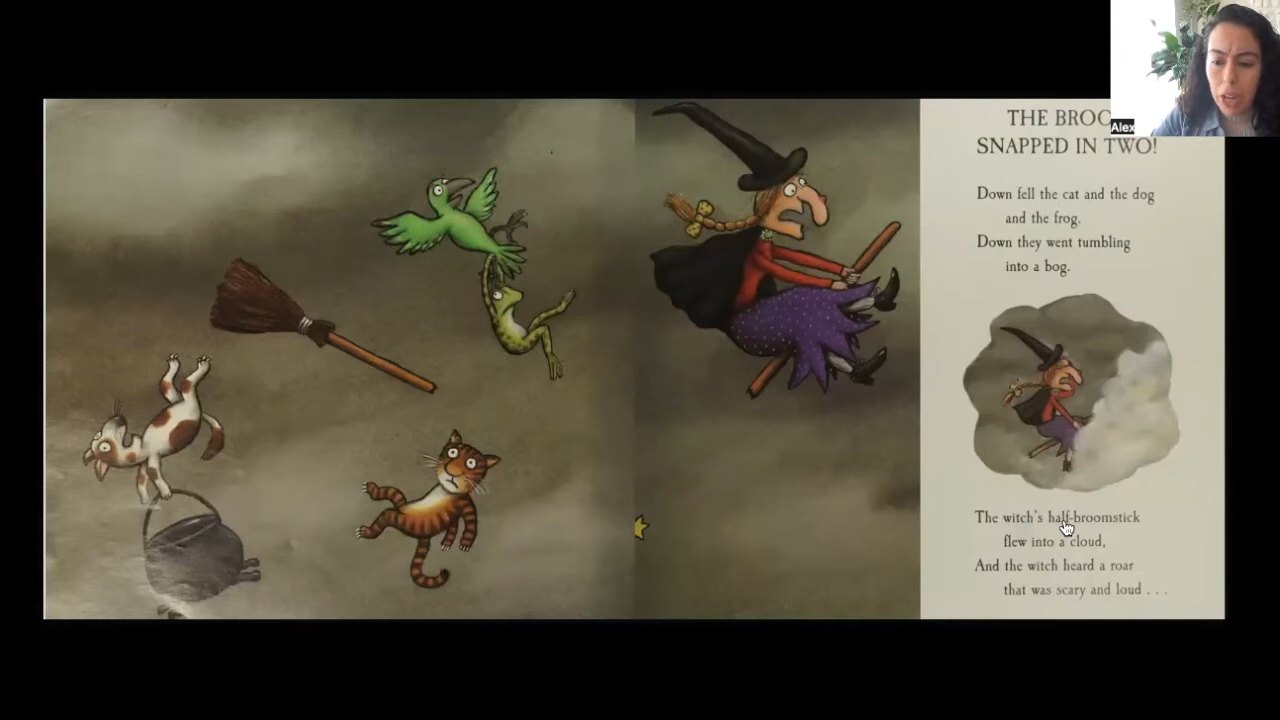 THE
SNAPPED IN TWO!
Down fell the cat and the dog
and the frog.
Down they went tumbling
into a bog.
The witch's half-broomstick
flew into a cloud,
And the witch heard a roar
that was scary and loud . . .
Alex